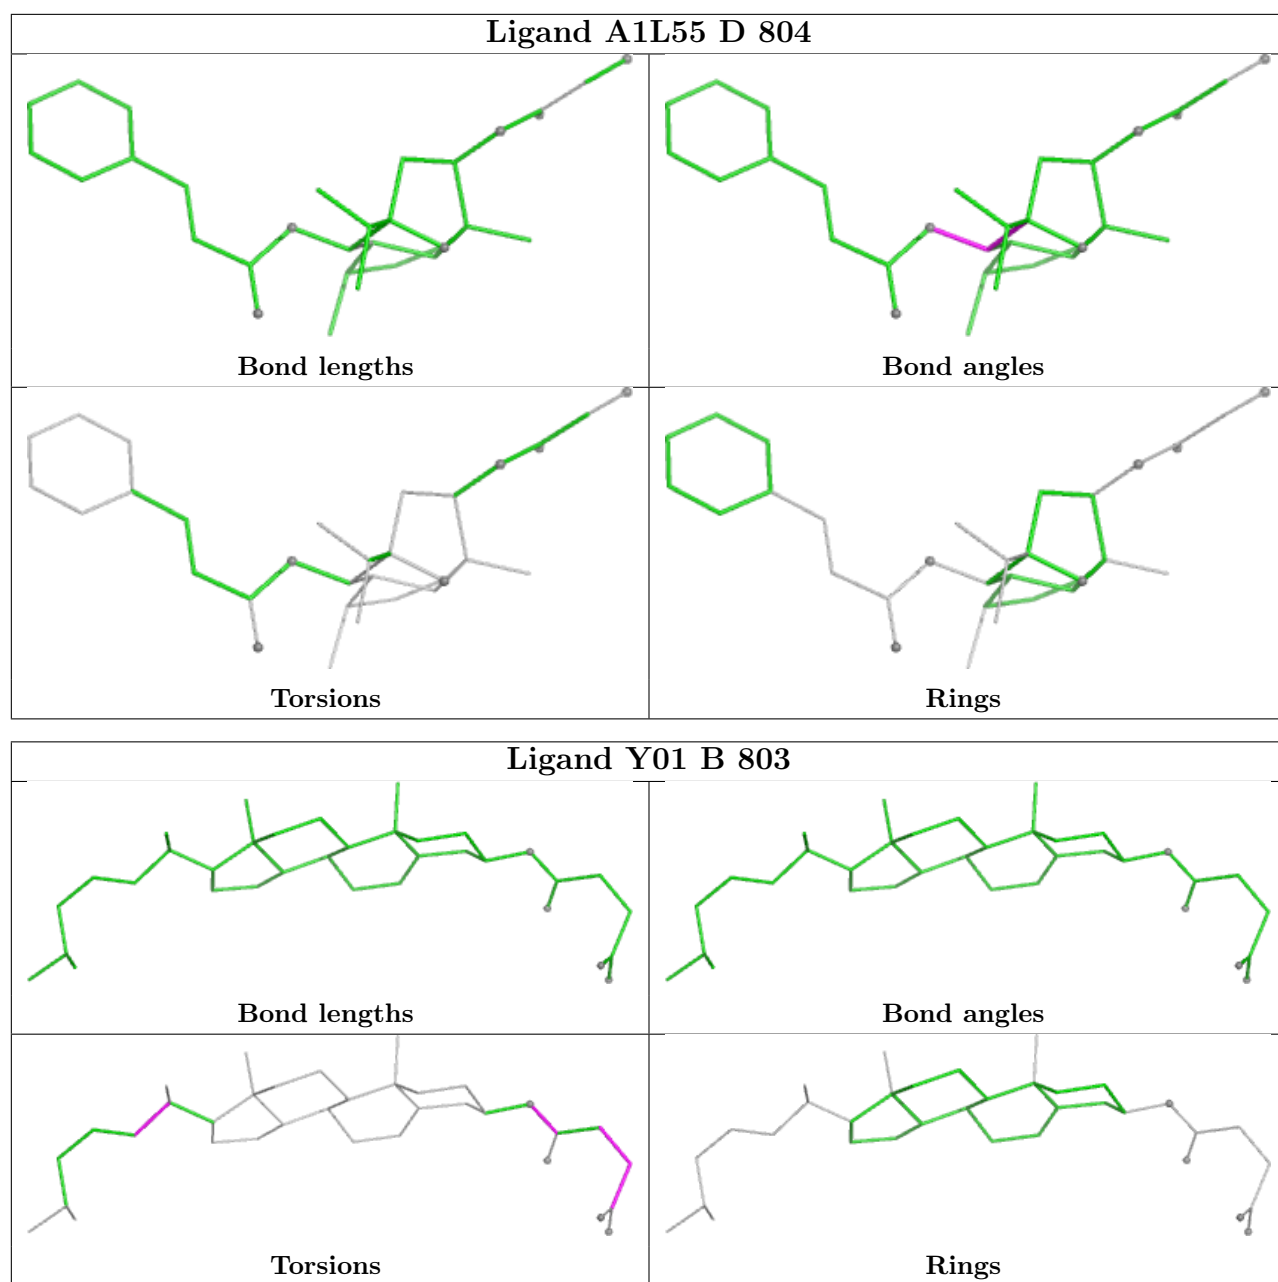 Ligand A1L55 D 804
Bond lengths
Bond angles
Torsions
Rings
Ligand Y01 B 803
Bond lengths
Bond angles
Torsions
Rings